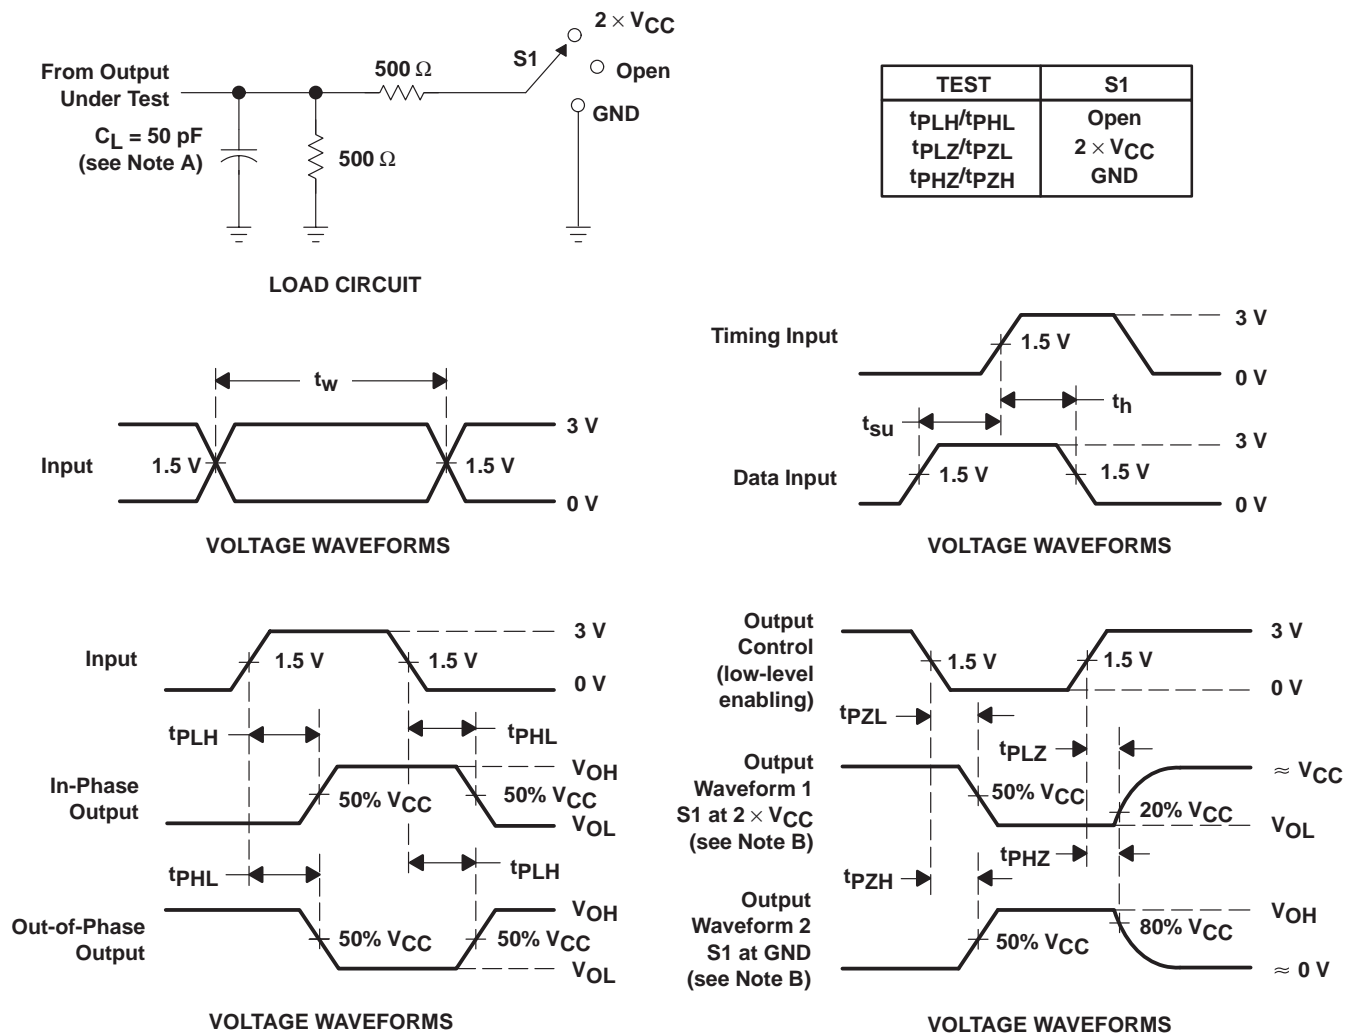 2 × VCC
S1
Open
GND
500 Ω
From Output
Under Test
CL = 50 pF
(see Note A)
500 Ω
LOAD CIRCUIT
TEST S1
tPLH/tPHL Open
tPLZ/tPZL 2 × VCC
tPHZ/tPZH GND
tw
3 V
Input 1.5 V 1.5 V
0 V
VOLTAGE WAVEFORMS
3 V
Timing Input 1.5 V
0 V
th
tsu
3 V
Data Input 1.5 V 1.5 V
0 V
VOLTAGE WAVEFORMS
3 V
Input 1.5 V 1.5 V
0 V
tPLH tPHL
VOH
In-Phase
Output
50% VCC 50% VCC
VOL
tPHL tPLH
VOH
Out-of-Phase
Output
50% VCC 50% VCC
VOL
VOLTAGE WAVEFORMS
Output
Control
(low-level
enabling)
3 V
1.5 V 1.5 V
0 V
tPZL
tPLZ
Output
Waveform 1
S1 at 2 × VCC
(see Note B)
≈ VCC
50% VCC 20% VCC
VOL
tPHZ
tPZH
Output
Waveform 2
S1 at GND
(see Note B)
VOH
50% VCC 80% VCC
≈ 0 V
VOLTAGE WAVEFORMS